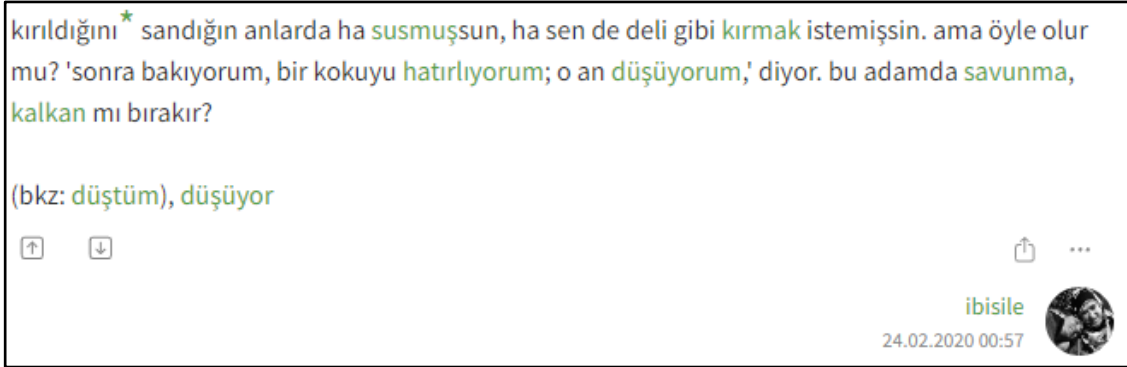 kırıldığını* sandığın anlarda ha susmuşsun, ha sen de deli gibi kırmak istemişsin. ama öyle olur
mu? 'sonra bakıyorum, bir kokuyu hatırlıyorum; o an düşüyorum,' diyor. bu adamda savunma,
kalkan mı bırakır?
(bkz: düştüm), düşüyor
ibisile
24.02.2020 00:57